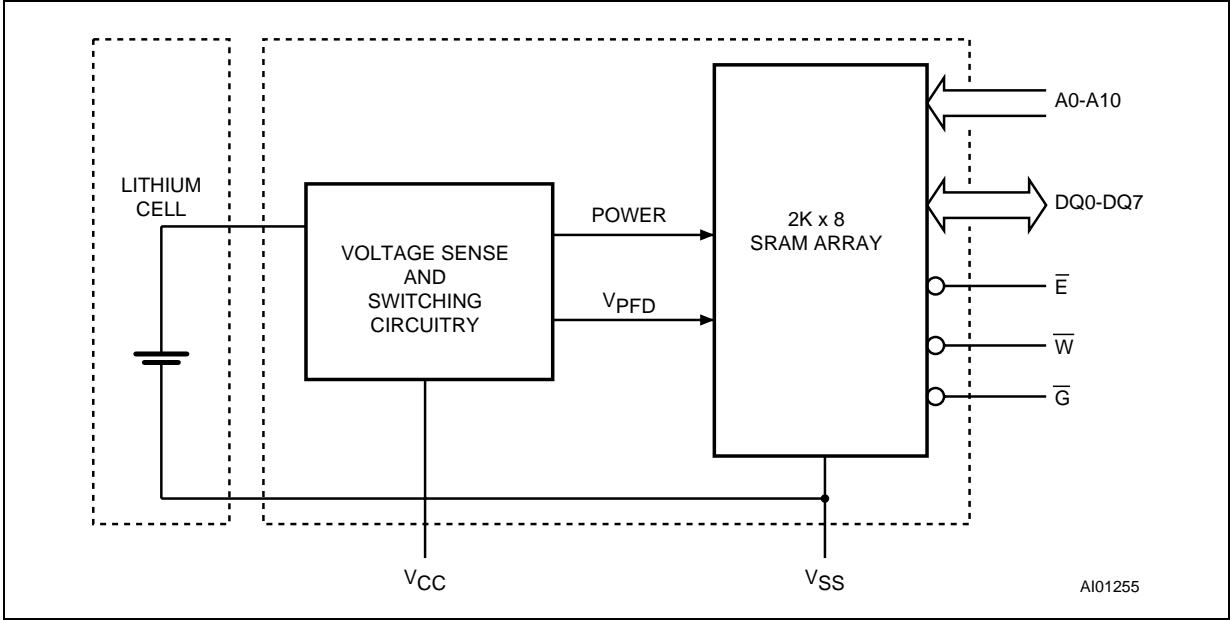 LITHIUM
CELL
VOLTAGE SENSE
AND
SWITCHING
CIRCUITRY
POWER
VPFD
2K x 8
SRAM ARRAY
A0-A10
DQ0-DQ7
E̅
W̅
G̅
VCC
VSS
AI01255